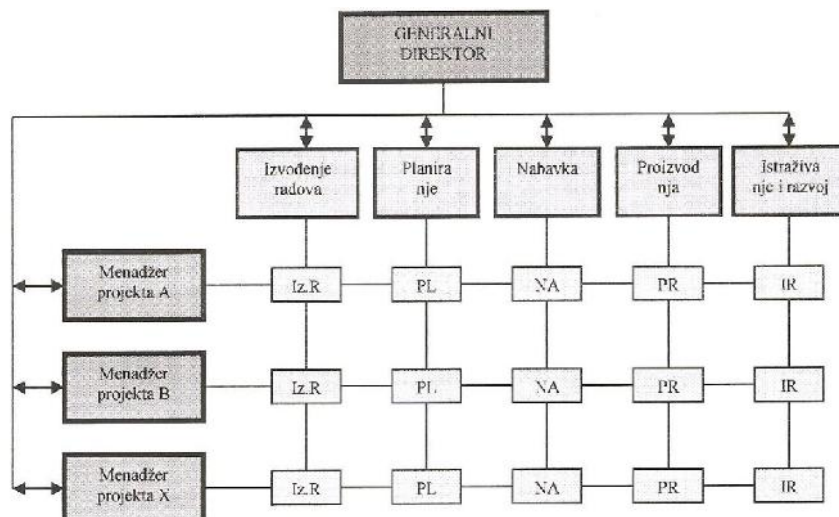 GENERALNI
DIREKTOR
Izvođenje
radova
Planira
nje
Nabavka
Proizvod
nja
Istraživa
nje i razvoj
Menadžer
projekta A
Iz.R
PL
NA
PR
IR
Menadžer
projekta B
Iz.R
PL
NA
PR
IR
Menadžer
projekta X
Iz.R
PL
NA
PR
IR